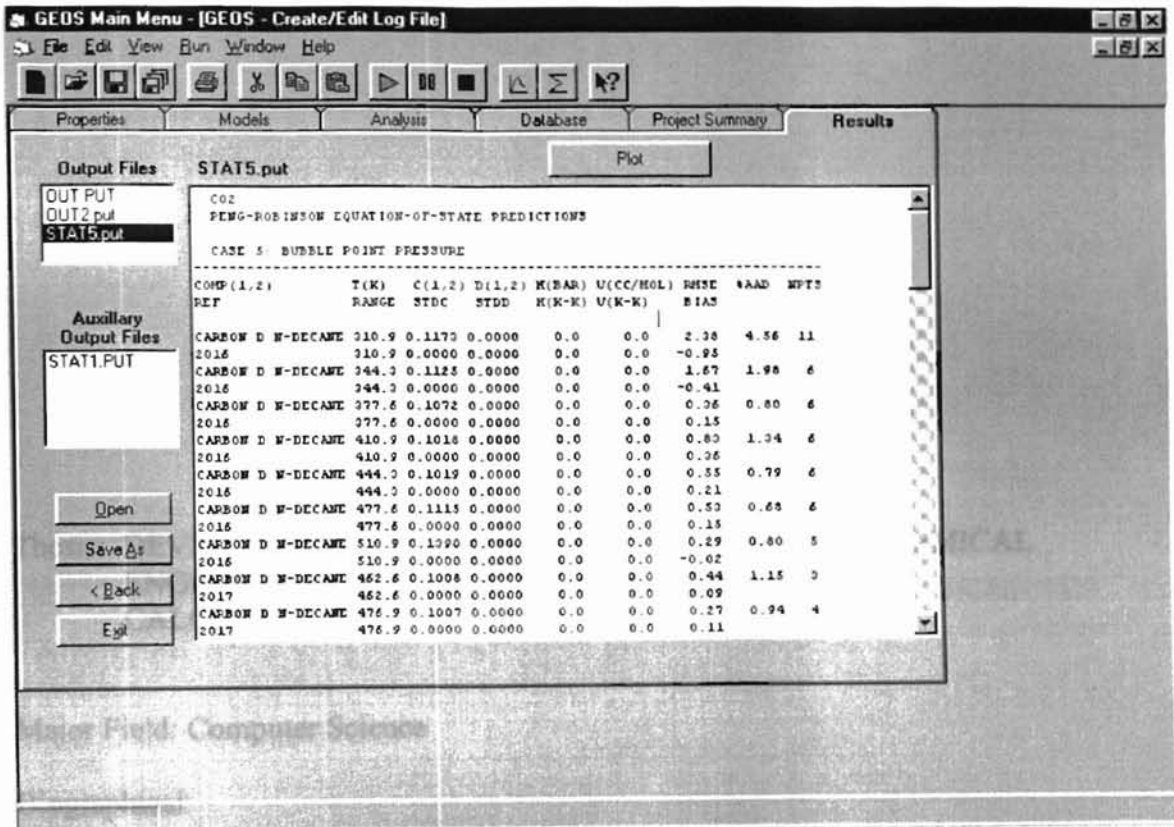 GEOS Main Menu - [GEOS - Create/Edit Log File]
File Edit View Run Window Help
Properties Models Analysis Database Project Summary Results
Output Files
OUT PUT
OUT2.put
STAT5.put
Auxillary
Output Files
STAT1.PUT
Open
Save As
< Back
Exit
STAT5.put
Plot
CO2
PENG-ROBINSON EQUATION-OF-STATE PREDICTIONS
CASE 5: BUBBLE POINT PRESSURE
COMP(1,2) T(K) C(1,2) D(1,2) H(BAR) U(CC/MOL) RMSE %AAD NPTS
REF RANGE STDC STDD H(K-K) U(K-K) BIAS
CARBON D N-DECANE 310.9 0.1173 0.0000 0.0 0.0 2.38 4.56 11
2016 310.9 0.0000 0.0000 0.0 0.0 -0.95
CARBON D N-DECANE 344.3 0.1125 0.0000 0.0 0.0 1.67 1.98 6
2016 344.3 0.0000 0.0000 0.0 0.0 -0.41
CARBON D N-DECANE 377.6 0.1072 0.0000 0.0 0.0 0.36 0.80 6
2016 377.6 0.0000 0.0000 0.0 0.0 0.15
CARBON D N-DECANE 410.9 0.1018 0.0000 0.0 0.0 0.83 1.34 6
2016 410.9 0.0000 0.0000 0.0 0.0 0.36
CARBON D N-DECANE 444.3 0.1019 0.0000 0.0 0.0 0.55 0.79 6
2016 444.3 0.0000 0.0000 0.0 0.0 0.21
CARBON D N-DECANE 477.6 0.1115 0.0000 0.0 0.0 0.53 0.68 6
2016 477.6 0.0000 0.0000 0.0 0.0 0.15
CARBON D N-DECANE 510.9 0.1390 0.0000 0.0 0.0 0.29 0.80 5
2016 510.9 0.0000 0.0000 0.0 0.0 -0.02
CARBON D N-DECANE 462.6 0.1008 0.0000 0.0 0.0 0.44 1.15 3
2017 462.6 0.0000 0.0000 0.0 0.0 0.09
CARBON D N-DECANE 476.9 0.1007 0.0000 0.0 0.0 0.27 0.94 4
2017 476.9 0.0000 0.0000 0.0 0.0 0.11
Major Field: Computer Science